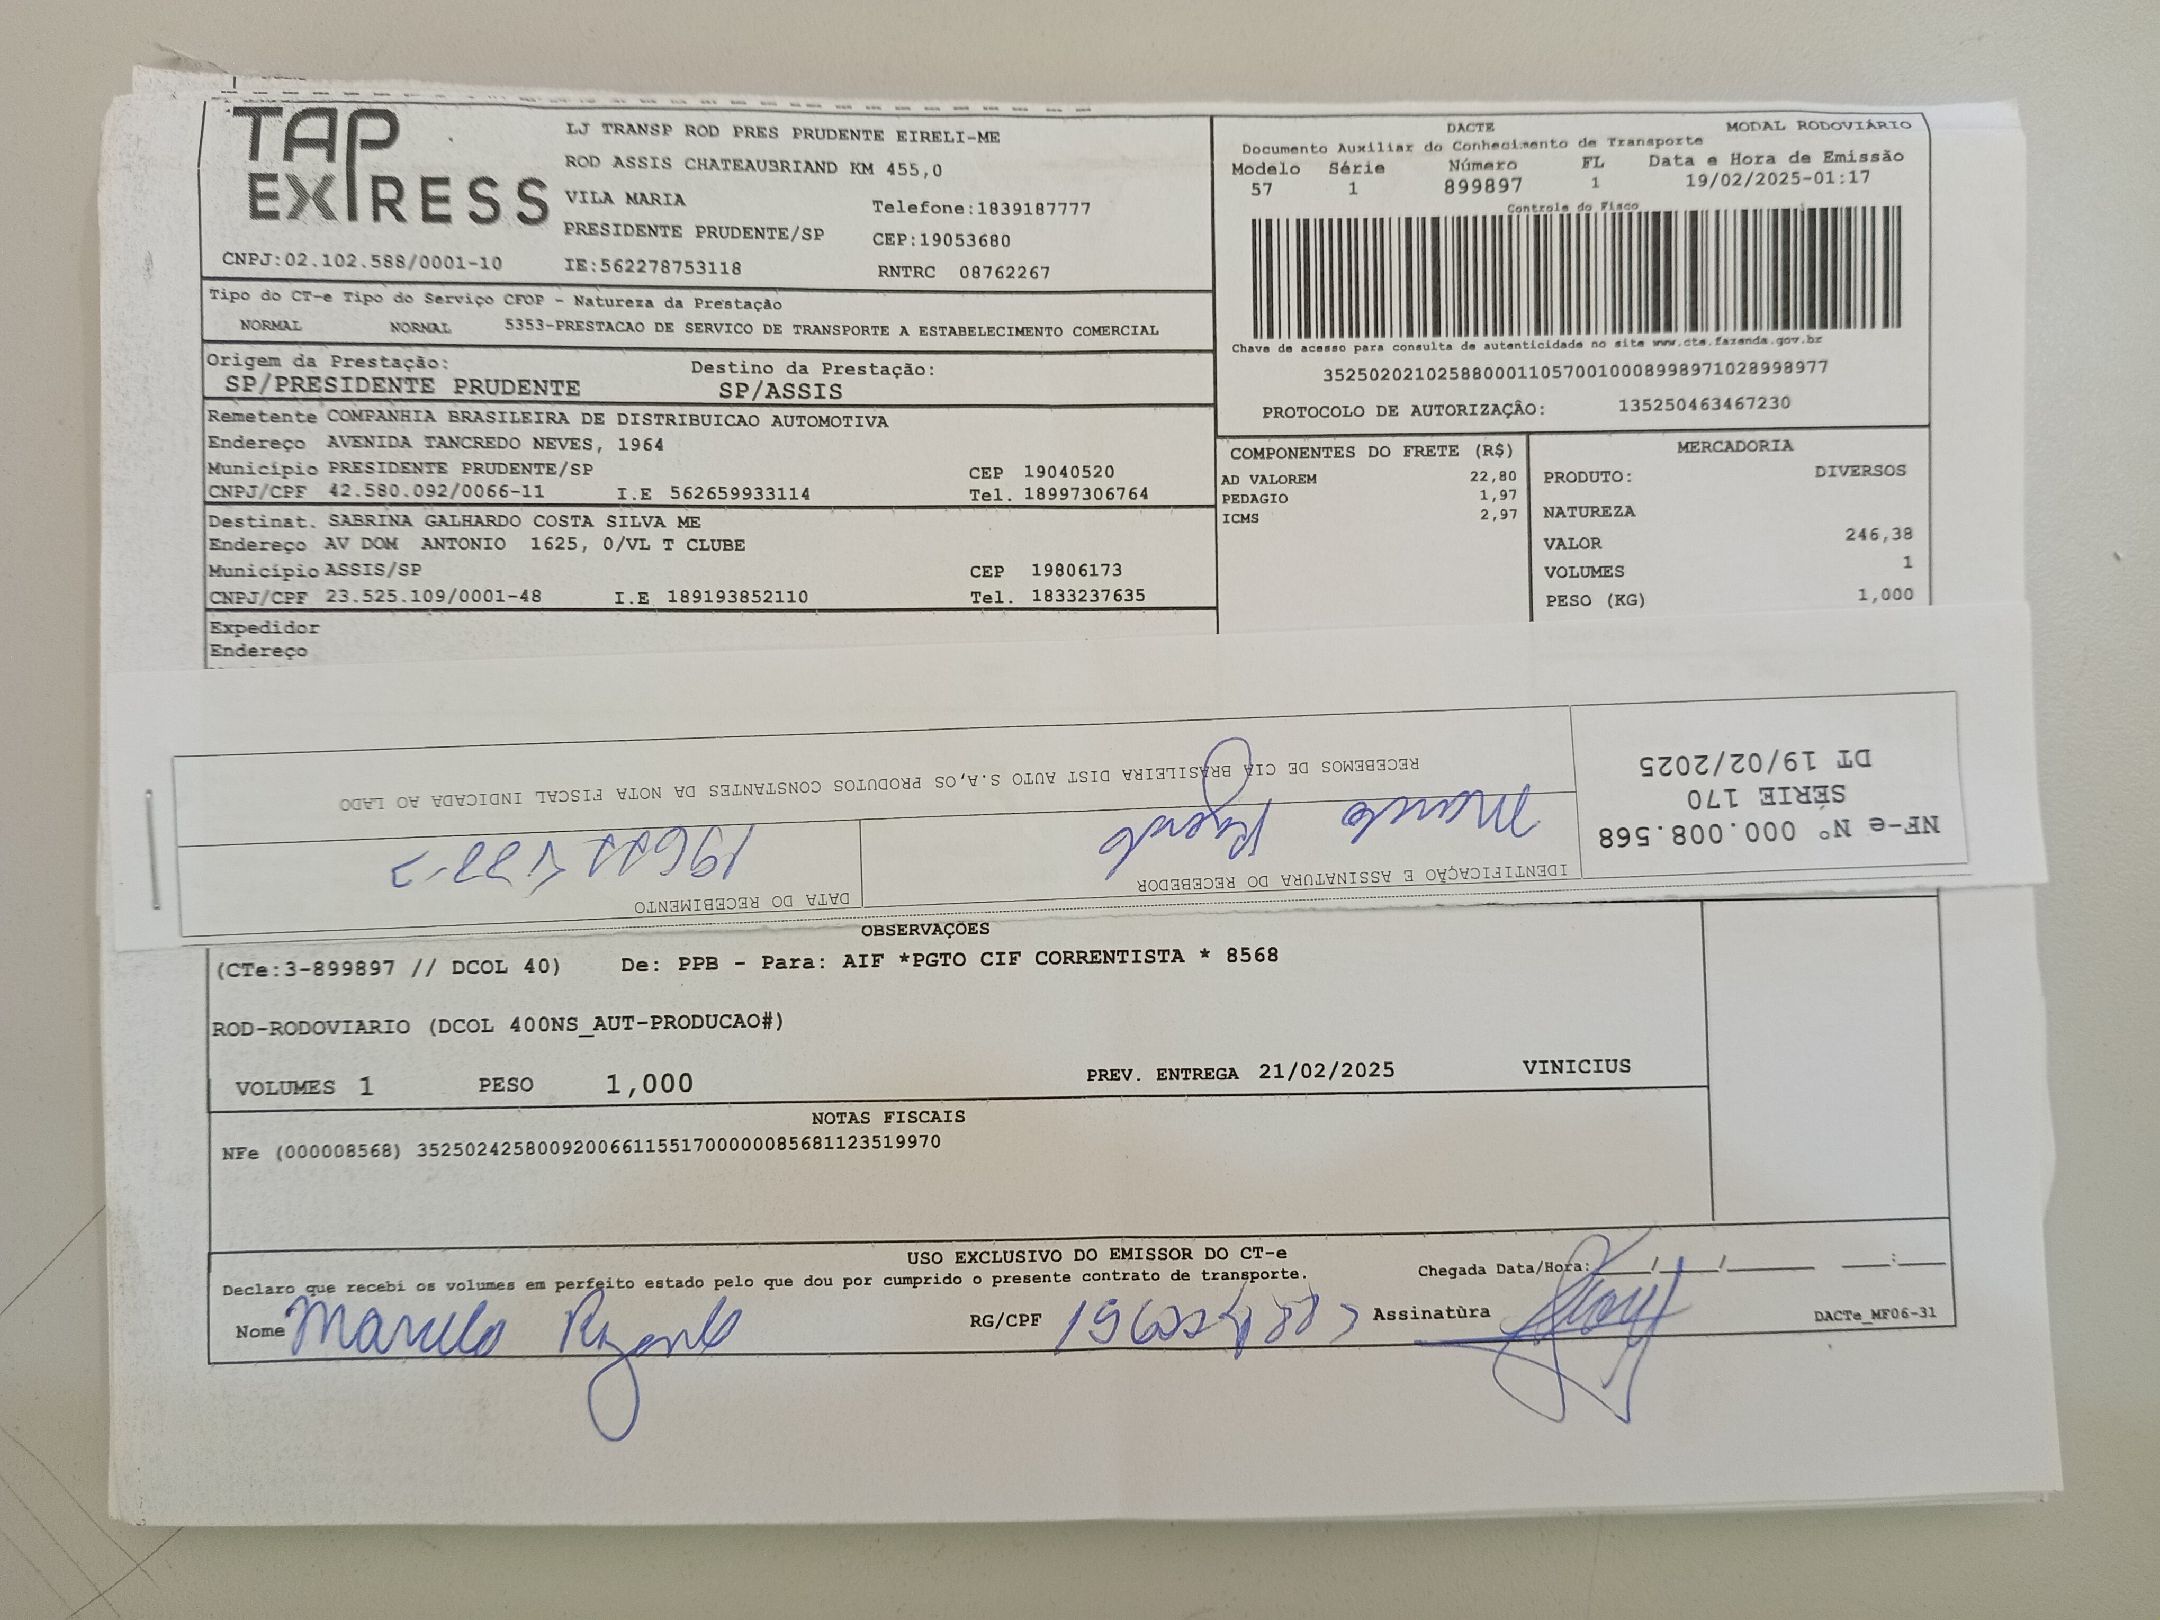 TAP
EXPRESS
LJ TRANSP ROD PRES PRUDENTE EIRELI-ME
ROD ASSIS CHATEAUBRIAND KM 455,0
VILA MARIA
Telefone:1839187777
PRESIDENTE PRUDENTE/SP
CEP:19053680
CNPJ:02.102.588/0001-10
IE:562278753118
RNTRC 08762267
DACTE
MODAL RODOVIÁRIO
Documento Auxiliar do Conhecimento de Transporte
Modelo Série Número FL Data e Hora de Emissão
57 1 899897 1 19/02/2025-01:17
Controle do Fisco
Chave de acesso para consulta de autenticidade no site www.cte.fazenda.gov.br
35250202102588000110570010008998971028998977
PROTOCOLO DE AUTORIZAÇÃO: 135250463467230
Tipo do CT-e Tipo do Serviço CFOP - Natureza da Prestação
NORMAL NORMAL 5353-PRESTACAO DE SERVICO DE TRANSPORTE A ESTABELECIMENTO COMERCIAL
Origem da Prestação: Destino da Prestação:
SP/PRESIDENTE PRUDENTE SP/ASSIS
Remetente COMPANHIA BRASILEIRA DE DISTRIBUICAO AUTOMOTIVA
Endereço AVENIDA TANCREDO NEVES, 1964
Município PRESIDENTE PRUDENTE/SP CEP 19040520
CNPJ/CPF 42.580.092/0066-11 I.E 562659933114 Tel. 18997306764
Destinat. SABRINA GALHARDO COSTA SILVA ME
Endereço AV DOM ANTONIO 1625, 0/VL T CLUBE
Município ASSIS/SP CEP 19806173
CNPJ/CPF 23.525.109/0001-48 I.E 189193852110 Tel. 1833237635
Expedidor
Endereço
COMPONENTES DO FRETE (R$)
AD VALOREM 22,80
PEDAGIO 1,97
ICMS 2,97
MERCADORIA
PRODUTO: DIVERSOS
NATUREZA
VALOR 246,38
VOLUMES 1
PESO (KG) 1,000
NF-e Nº 000.008.568
SÉRIE 170
DT 19/02/2025
RECEBEMOS DE CIA BRASILEIRA DIST AUTO S.A,OS PRODUTOS CONSTANTES DA NOTA FISCAL INDICADA AO LADO
IDENTIFICAÇÃO E ASSINATURA DO RECEBEDOR
DATA DO RECEBIMENTO
OBSERVAÇÕES
(CTe:3-899897 // DCOL 40) De: PPB - Para: AIF *PGTO CIF CORRENTISTA * 8568
ROD-RODOVIARIO (DCOL 400NS_AUT-PRODUCAO#)
VOLUMES 1 PESO 1,000 PREV. ENTREGA 21/02/2025 VINICIUS
NOTAS FISCAIS
NFe (000008568) 35250242580092006611551700000085681123519970
USO EXCLUSIVO DO EMISSOR DO CT-e
Declaro que recebi os volumes em perfeito estado pelo que dou por cumprido o presente contrato de transporte.
Chegada Data/Hora: ___/___/_____ ___:___
Nome Marcelo
RG/CPF
Assinatura
DACTe_MF06-31